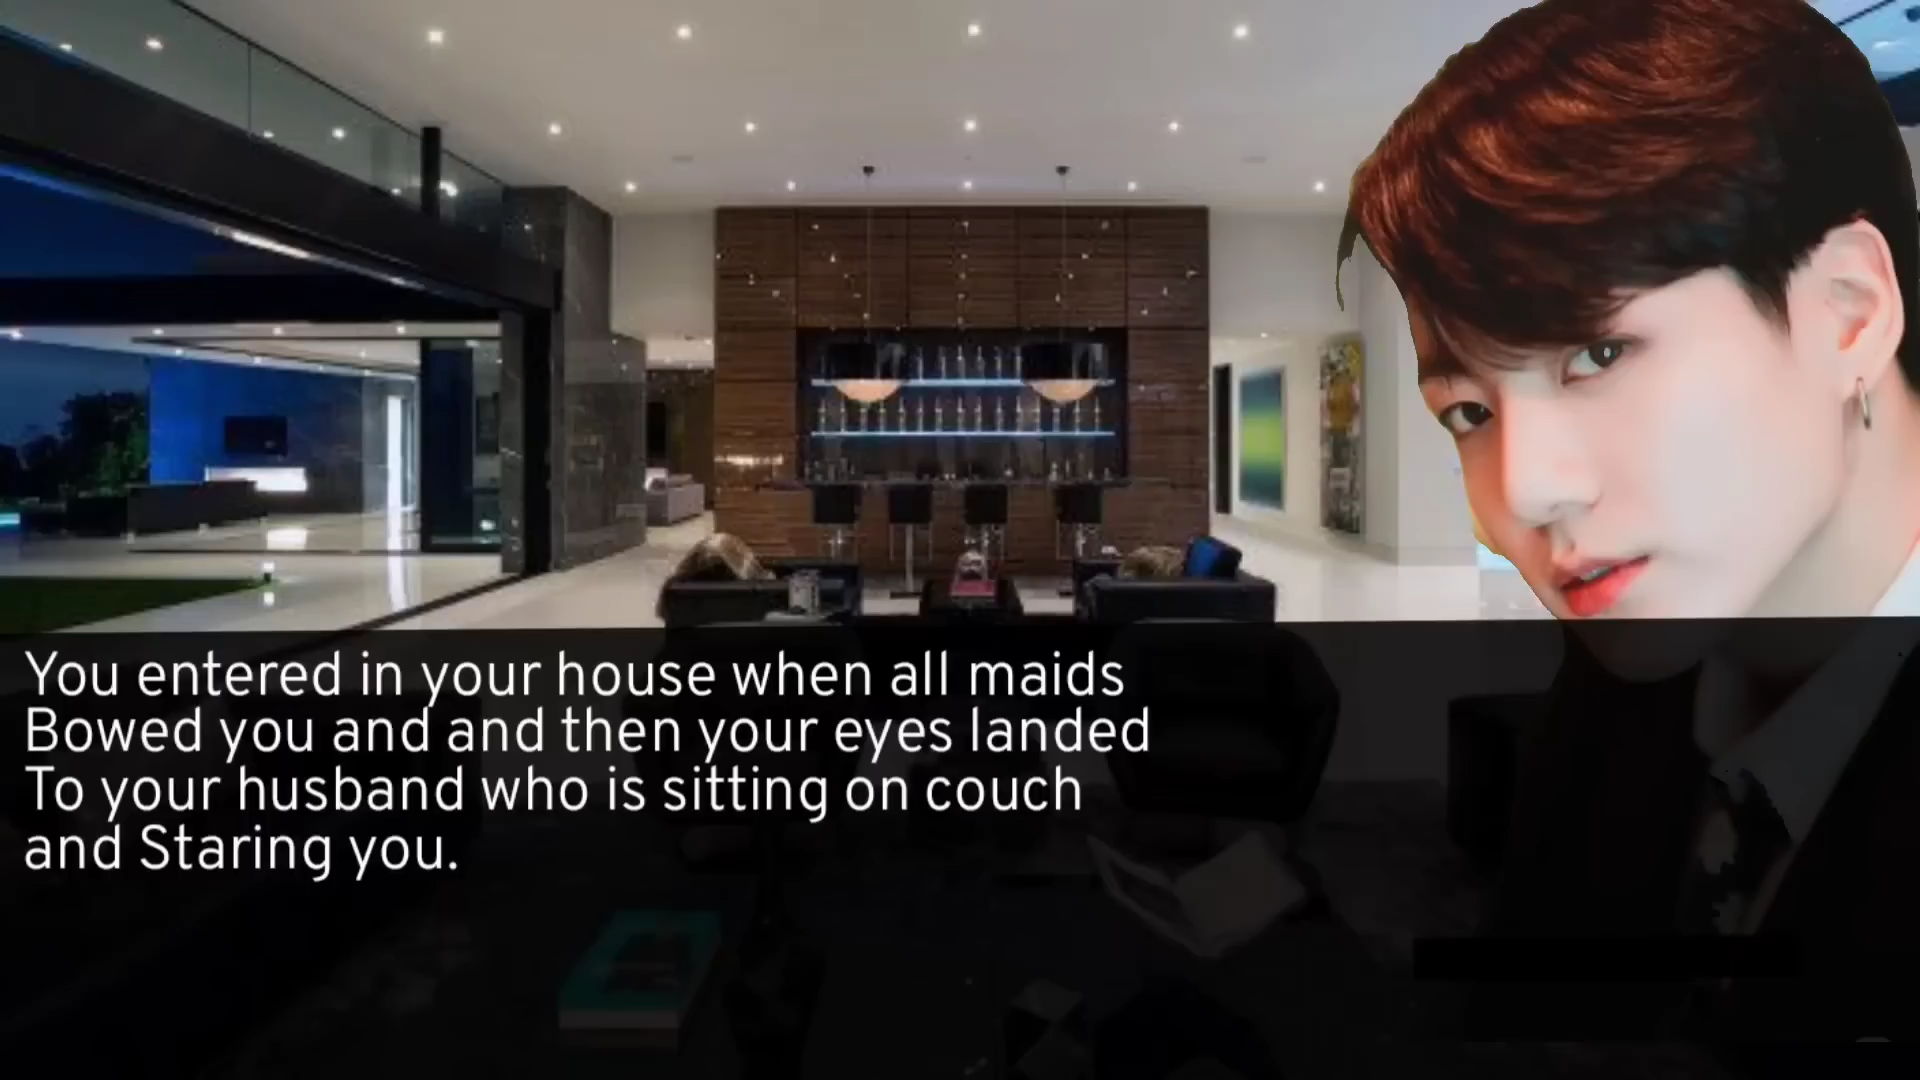 You entered in your house when all maids
Bowed you and and then your eyes landed
To your husband who is sitting on couch
and Staring you.